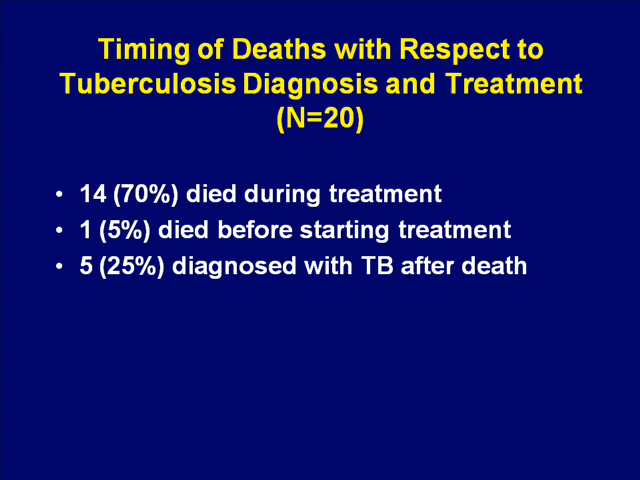 Timing of Deaths with Respect to
Tuberculosis Diagnosis and Treatment
(N=20)
• 14 (70%) died during treatment
• 1 (5%) died before starting treatment
• 5 (25%) diagnosed with TB after death